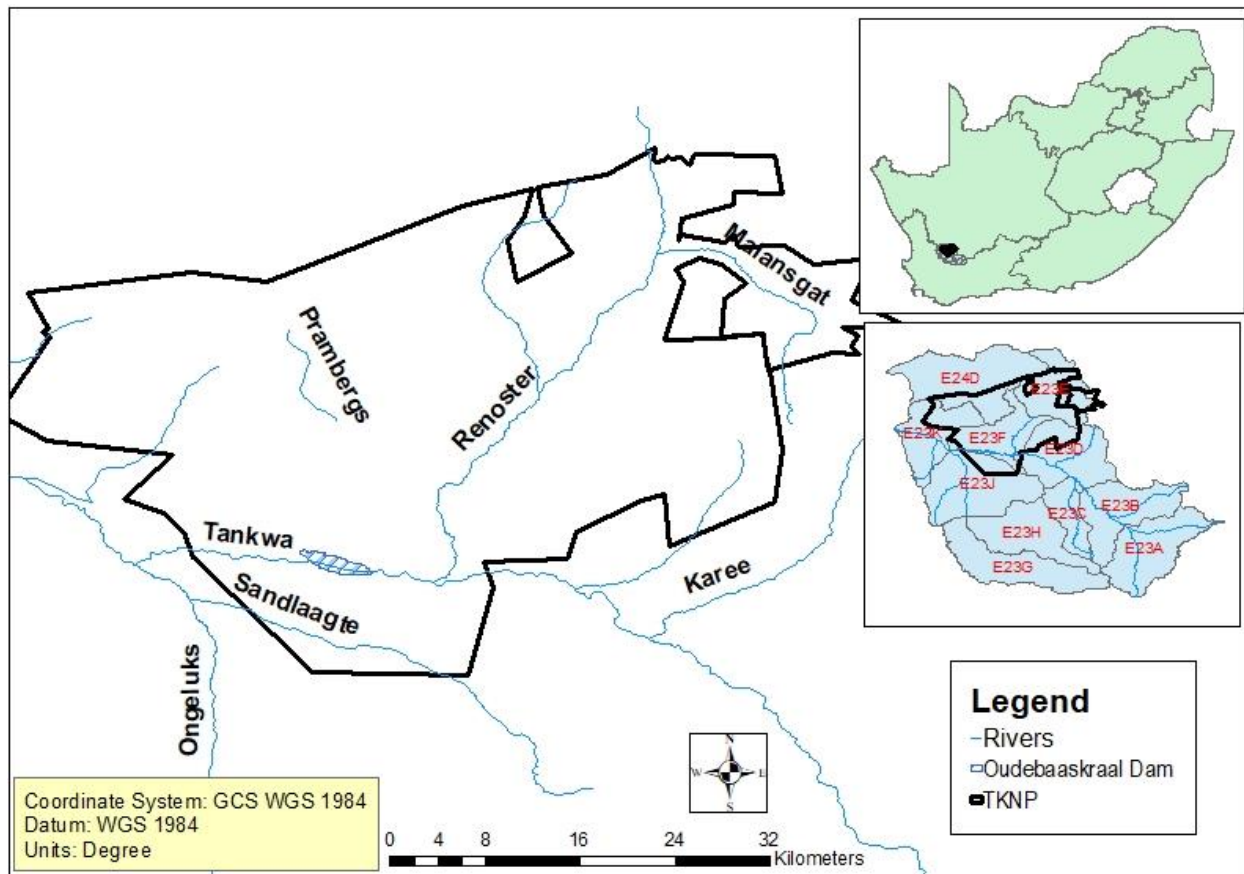 Matansgat
Prambergs
Renoster
Tankwa
Sandlaagte
Karee
Ongeluks
E24D
E23K
E23F
E23D
E23J
E23C
E23B
E23H
E23A
E23G
N
W
E
S
Legend
Rivers
Oudebaaskraal Dam
TKNP
Coordinate System: GCS WGS 1984
Datum: WGS 1984
Units: Degree
0 4 8 16 24 32
Kilometers